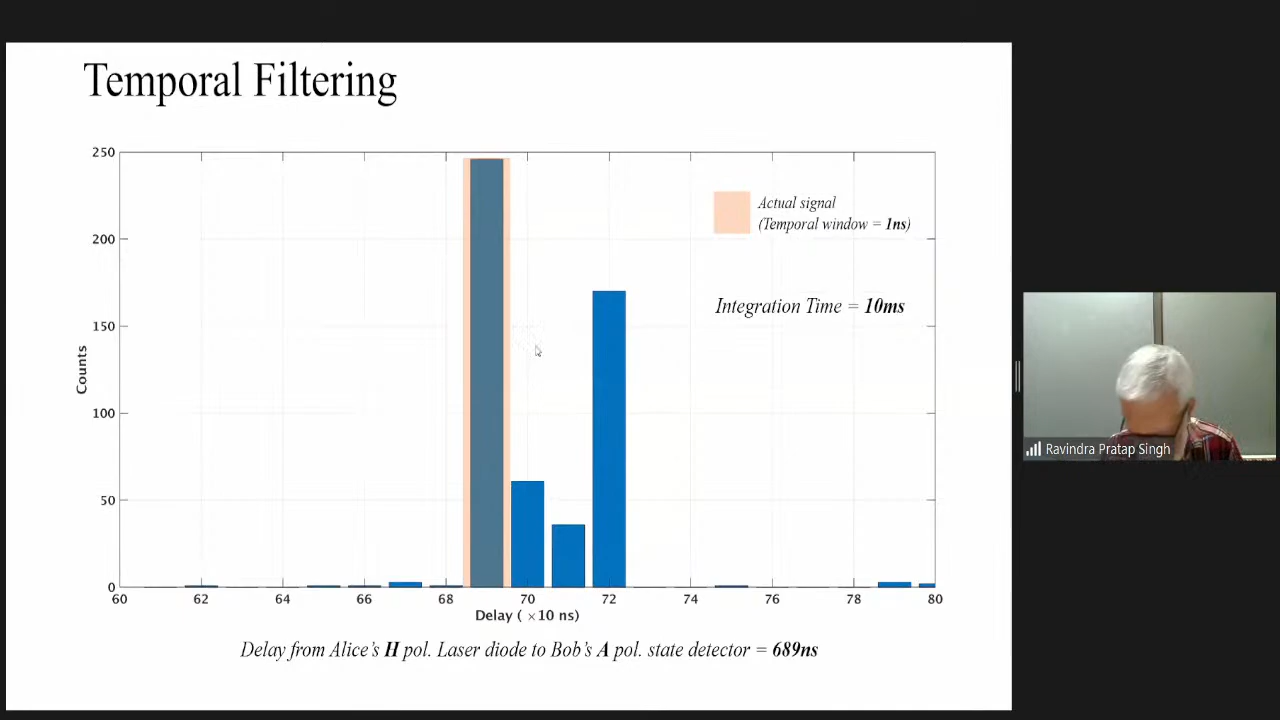 Temporal Filtering
250
200
150
100
50
0
Counts
60 62 64 66 68 70 72 74 76 78 80
Delay ( ×10 ns)
Actual signal
(Temporal window = 1ns)
Integration Time = 10ms
Delay from Alice's H pol. Laser diode to Bob's A pol. state detector = 689ns
Ravindra Pratap Singh